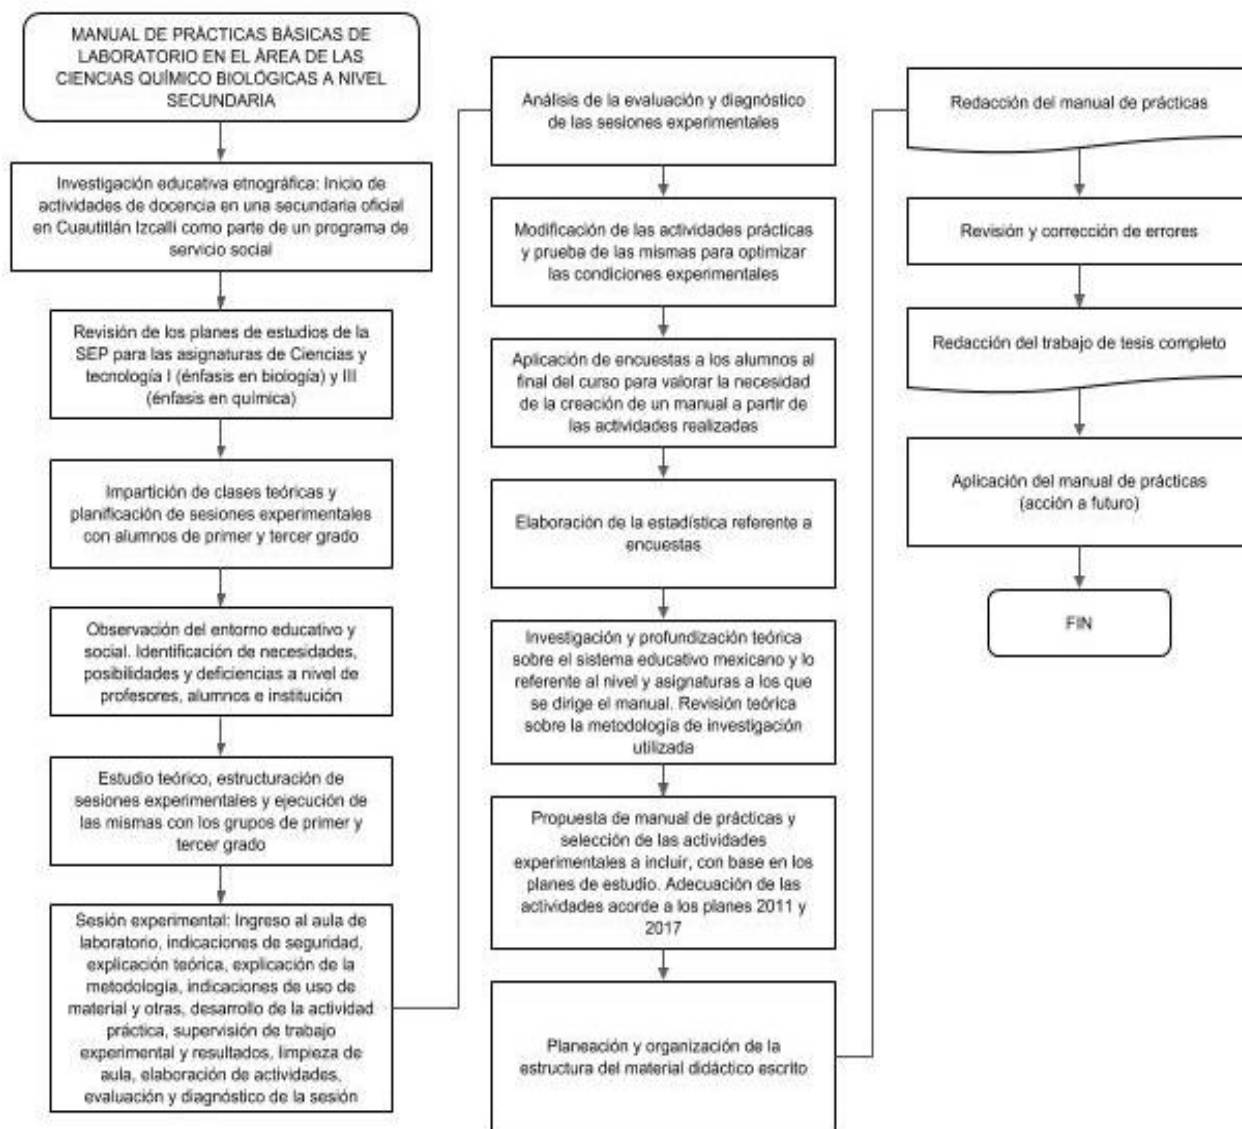 MANUAL DE PRÁCTICAS BÁSICAS DE
LABORATORIO EN EL ÁREA DE LAS
CIENCIAS QUÍMICO BIOLÓGICAS A NIVEL
SECUNDARIA
Investigación educativa etnográfica: Inicio de
actividades de docencia en una secundaria oficial
en Cuautitlán Izcalli como parte de un programa de
servicio social
Revisión de los planes de estudios de la
SEP para las asignaturas de Ciencias y
tecnología I (énfasis en biología) y III
(énfasis en química)
Impartición de clases teóricas y
planificación de sesiones experimentales
con alumnos de primer y tercer grado
Observación del entorno educativo y
social. Identificación de necesidades,
posibilidades y deficiencias a nivel de
profesores, alumnos e institución
Estudio teórico, estructuración de
sesiones experimentales y ejecución de
las mismas con los grupos de primer y
tercer grado
Sesión experimental: Ingreso al aula de
laboratorio, indicaciones de seguridad,
explicación teórica, explicación de la
metodología, indicaciones de uso de
material y otras, desarrollo de la actividad
práctica, supervisión de trabajo
experimental y resultados, limpieza de
aula, elaboración de actividades,
evaluación y diagnóstico de la sesión
Análisis de la evaluación y diagnóstico
de las sesiones experimentales
Modificación de las actividades prácticas
y prueba de las mismas para optimizar
las condiciones experimentales
Aplicación de encuestas a los alumnos al
final del curso para valorar la necesidad
de la creación de un manual a partir de
las actividades realizadas
Elaboración de la estadística referente a
encuestas
Investigación y profundización teórica
sobre el sistema educativo mexicano y lo
referente al nivel y asignaturas a los que
se dirige el manual. Revisión teórica
sobre la metodología de investigación
utilizada
Propuesta de manual de prácticas y
selección de las actividades
experimentales a incluir, con base en los
planes de estudio. Adecuación de las
actividades acorde a los planes 2011 y
2017
Planeación y organización de la
estructura del material didáctico escrito
Redacción del manual de prácticas
Revisión y corrección de errores
Redacción del trabajo de tesis completo
Aplicación del manual de prácticas
(acción a futuro)
FIN